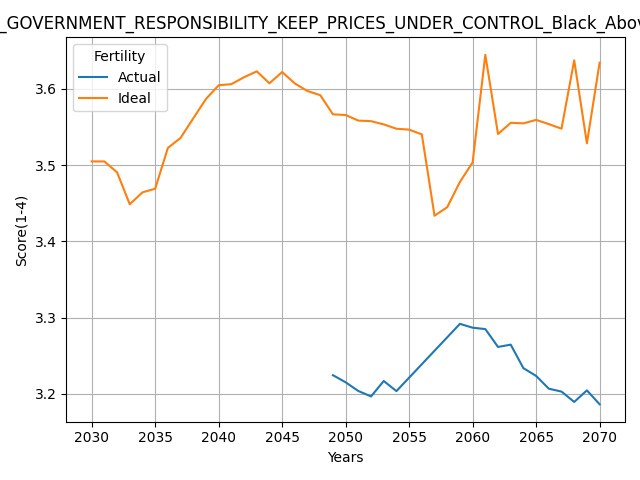 _GOVERNMENT_RESPONSIBILITY_KEEP_PRICES_UNDER_CONTROL_Black_Abov
Fertility
Actual
Ideal
3.6
3.5
3.4
3.3
3.2
Score(1-4)
2030 2035 2040 2045 2050 2055 2060 2065 2070
Years